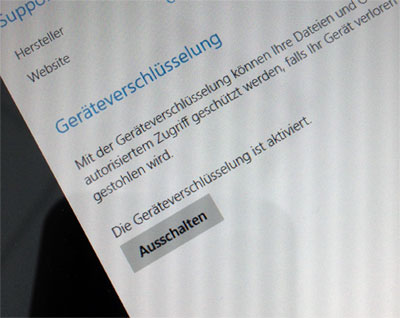 Support
Hersteller
Website
Geräteverschlüsselung
Mit der Geräteverschlüsselung können Ihre Dateien und
autorisiertem Zugriff geschützt werden, falls Ihr Gerät verloren
gestohlen wird.
Die Geräteverschlüsselung ist aktiviert.
Ausschalten